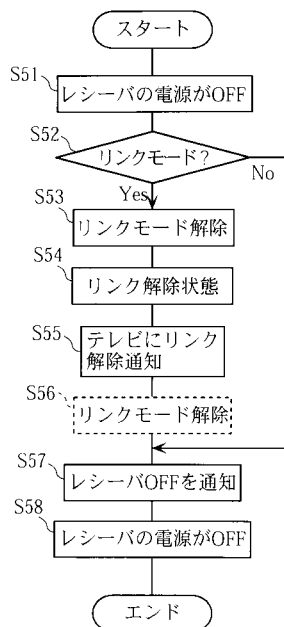 スタート
S51
レシーバの電源がOFF
S52
リンクモード?
No
Yes
S53
リンクモード解除
S54
リンク解除状態
S55
テレビにリンク
解除通知
S56
リンクモード解除
S57
レシーバOFFを通知
S58
レシーバの電源がOFF
エンド